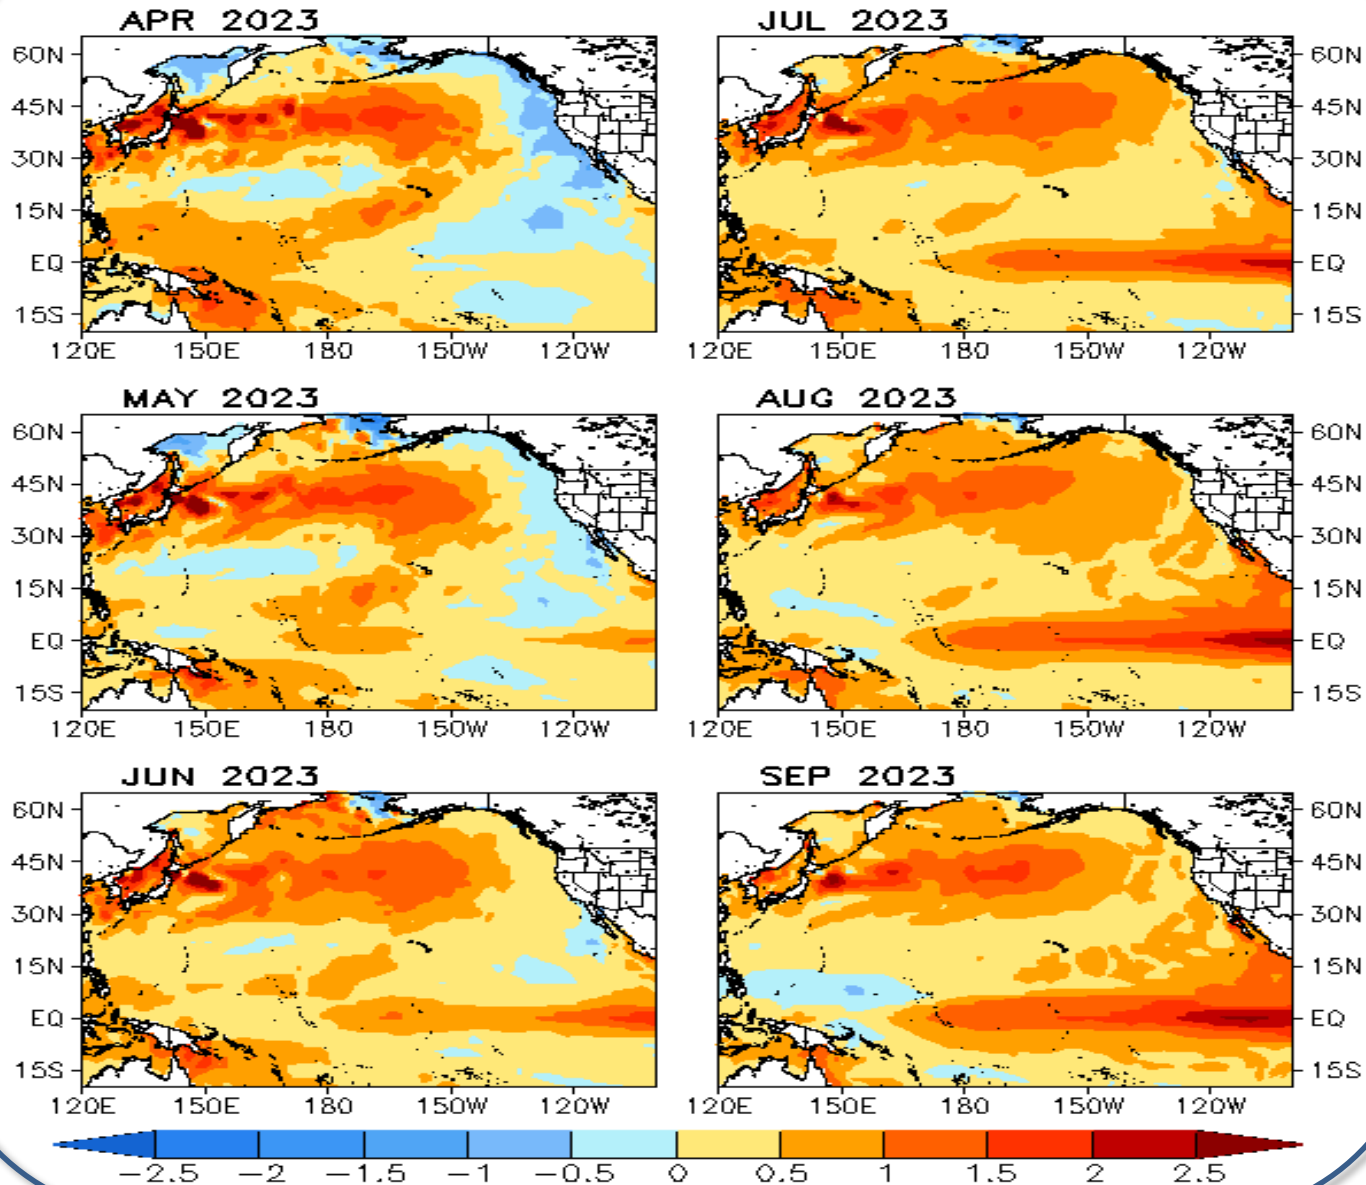 APR 2023
JUL 2023
60N
45N
30N
15N
EQ
15S
60N
45N
30N
15N
EQ
15S
120E 150E 180 150W 120W
120E 150E 180 150W 120W
MAY 2023
AUG 2023
60N
45N
30N
15N
EQ
15S
60N
45N
30N
15N
EQ
15S
120E 150E 180 150W 120W
120E 150E 180 150W 120W
JUN 2023
SEP 2023
60N
45N
30N
15N
EQ
15S
60N
45N
30N
15N
EQ
15S
120E 150E 180 150W 120W
120E 150E 180 150W 120W
−2.5 −2 −1.5 −1 −0.5 0 0.5 1 1.5 2 2.5